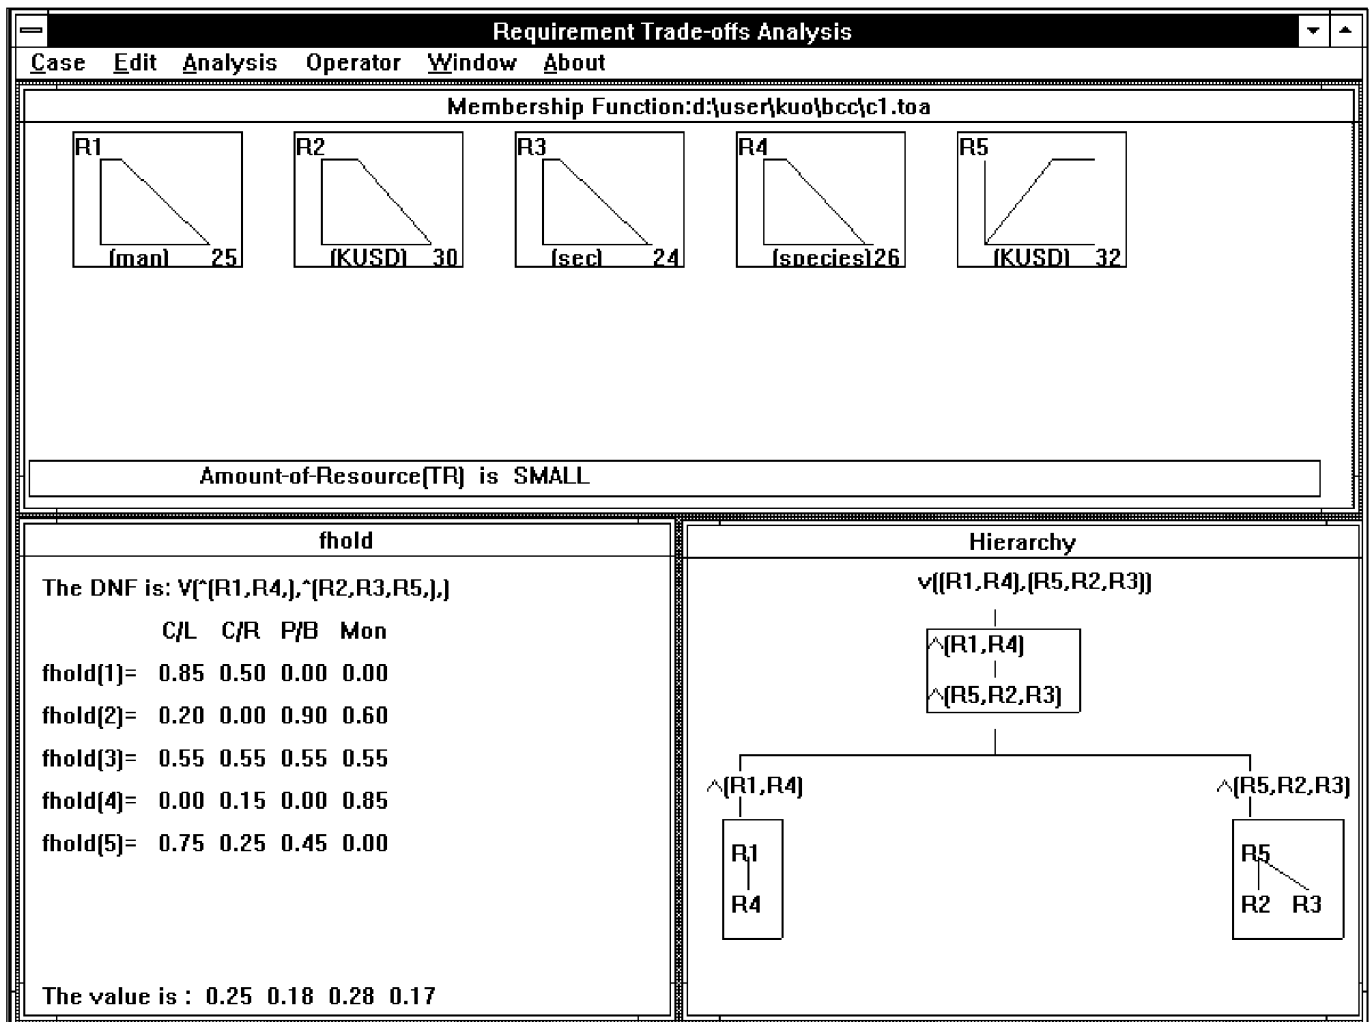 Requirement Trade-offs Analysis
Case Edit Analysis Operator Window About
Membership Function:d:\user\kuo\bcc\c1.toa
R1 R2 R3 R4 R5
(man) 25 (KUSD) 30 (sec) 24 (species) 26 (KUSD) 32
Amount-of-Resource(TR) is SMALL
fhold
The DNF is: V(^(R1,R4,),^(R2,R3,R5,),)
C/L C/R P/B Mon
fhold(1)= 0.85 0.50 0.00 0.00
fhold(2)= 0.20 0.00 0.90 0.60
fhold(3)= 0.55 0.55 0.55 0.55
fhold(4)= 0.00 0.15 0.00 0.85
fhold(5)= 0.75 0.25 0.45 0.00
The value is : 0.25 0.18 0.28 0.17
Hierarchy
v((R1,R4),(R5,R2,R3))
^(R1,R4)
^(R5,R2,R3)
^(R1,R4) ^(R5,R2,R3)
R1 R5
R4 R2 R3